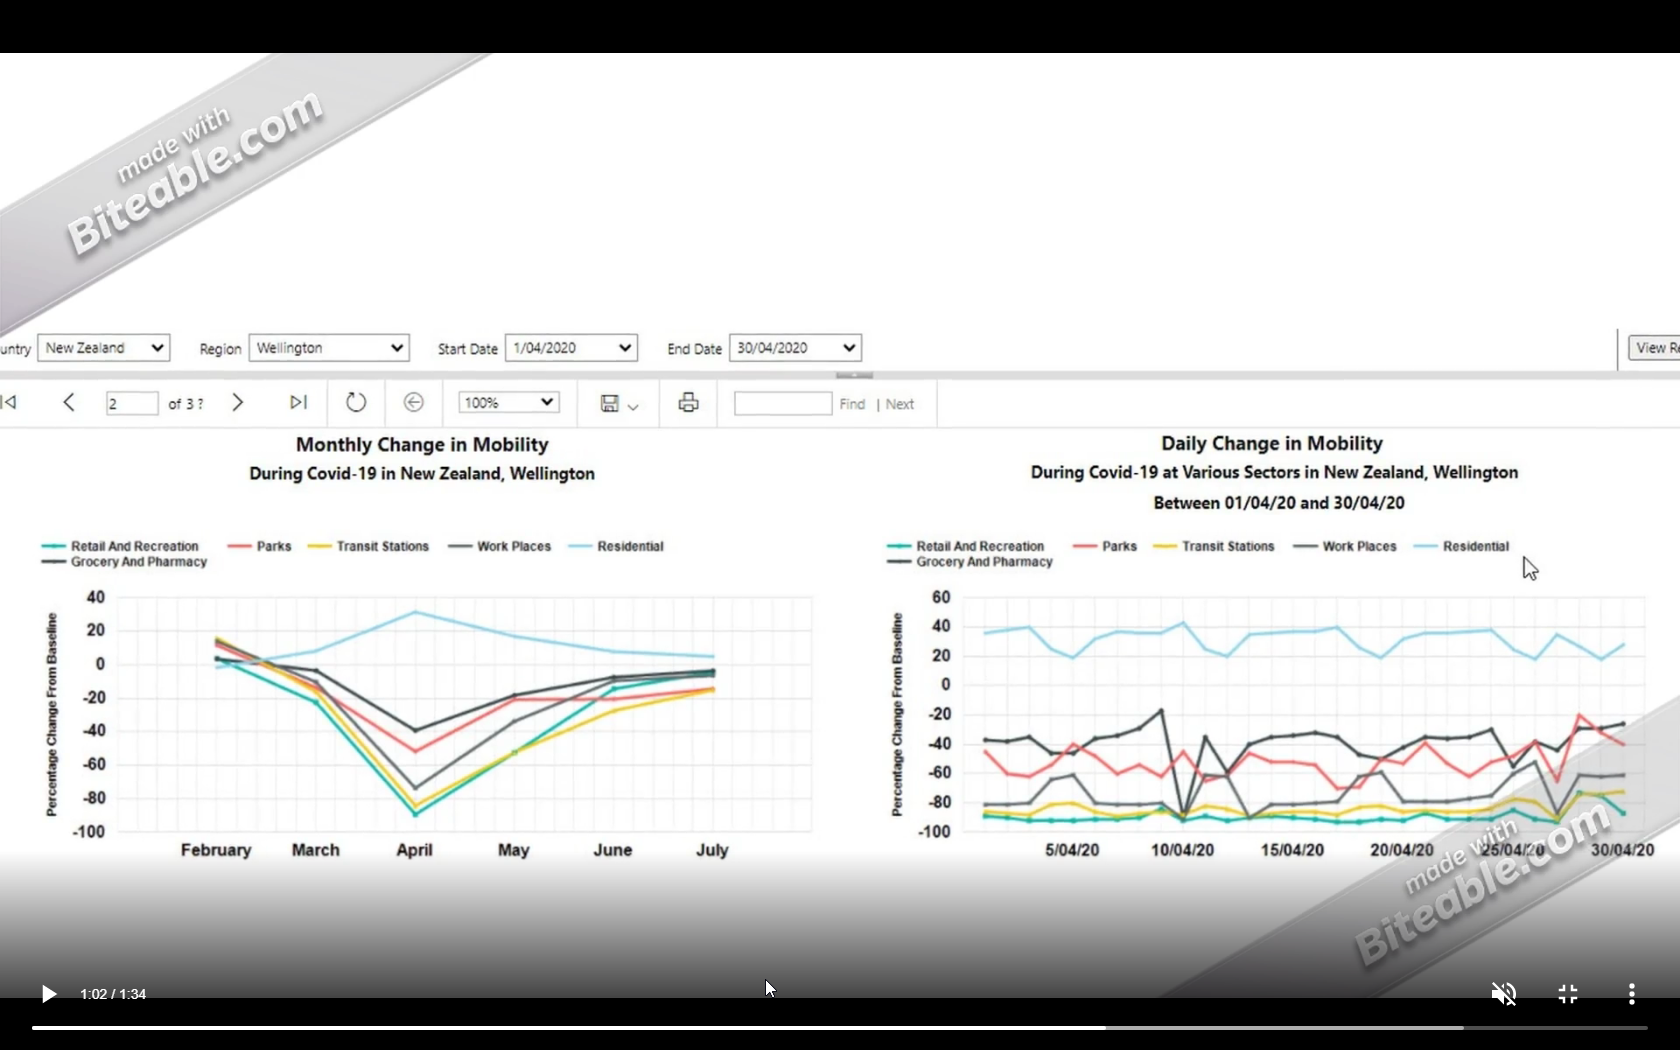 made with
Biteable.com
untry New Zealand Region Wellington Start Date 1/04/2020 End Date 30/04/2020 View Re
2 of 3 ? 100% Find | Next
Monthly Change in Mobility
During Covid-19 in New Zealand, Wellington
Retail And Recreation Parks Transit Stations Work Places Residential
Grocery And Pharmacy
Percentage Change From Baseline
40
20
0
-20
-40
-60
-80
-100
February March April May June July
Daily Change in Mobility
During Covid-19 at Various Sectors in New Zealand, Wellington
Between 01/04/20 and 30/04/20
Retail And Recreation Parks Transit Stations Work Places Residential
Grocery And Pharmacy
Percentage Change From Baseline
60
40
20
0
-20
-40
-60
-80
-100
5/04/20 10/04/20 15/04/20 20/04/20 25/04/20 30/04/20
made with
Biteable.com
1:02 / 1:34